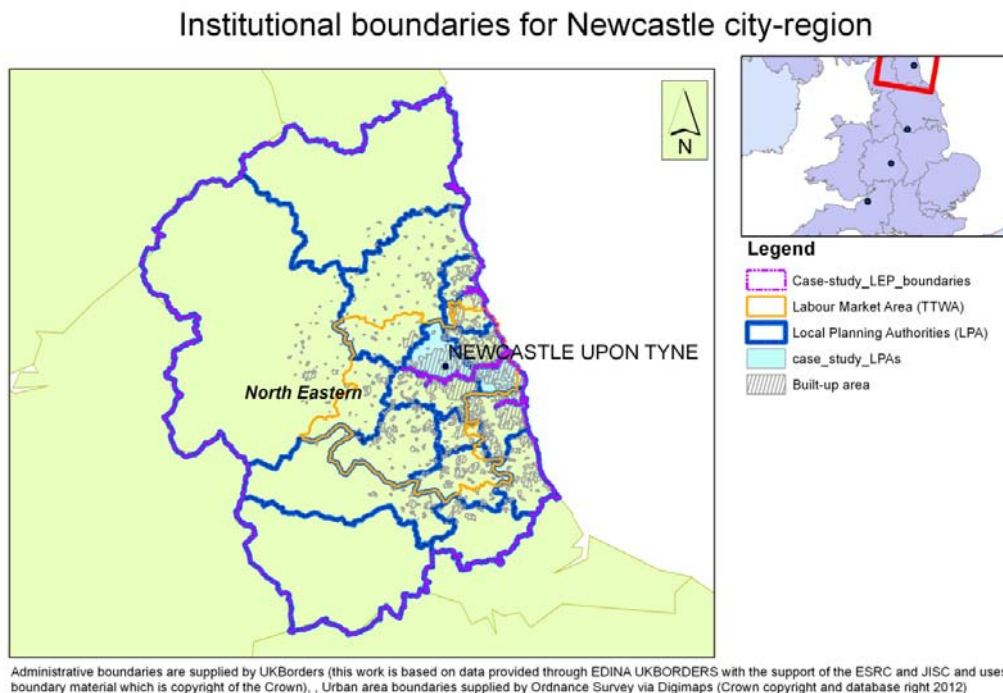 Institutional boundaries for Newcastle city-region
N
NEWCASTLE UPON TYNE
North Eastern
Legend
Case-study_LEP_boundaries
Labour Market Area (TTWA)
Local Planning Authorities (LPA)
case_study_LPAs
Built-up area
Administrative boundaries are supplied by UKBorders (this work is based on data provided through EDINA UKBORDERS with the support of the ESRC and JISC and uses
boundary material which is copyright of the Crown), , Urban area boundaries supplied by Ordnance Survey via Digimaps (Crown copyright and database right 2012)